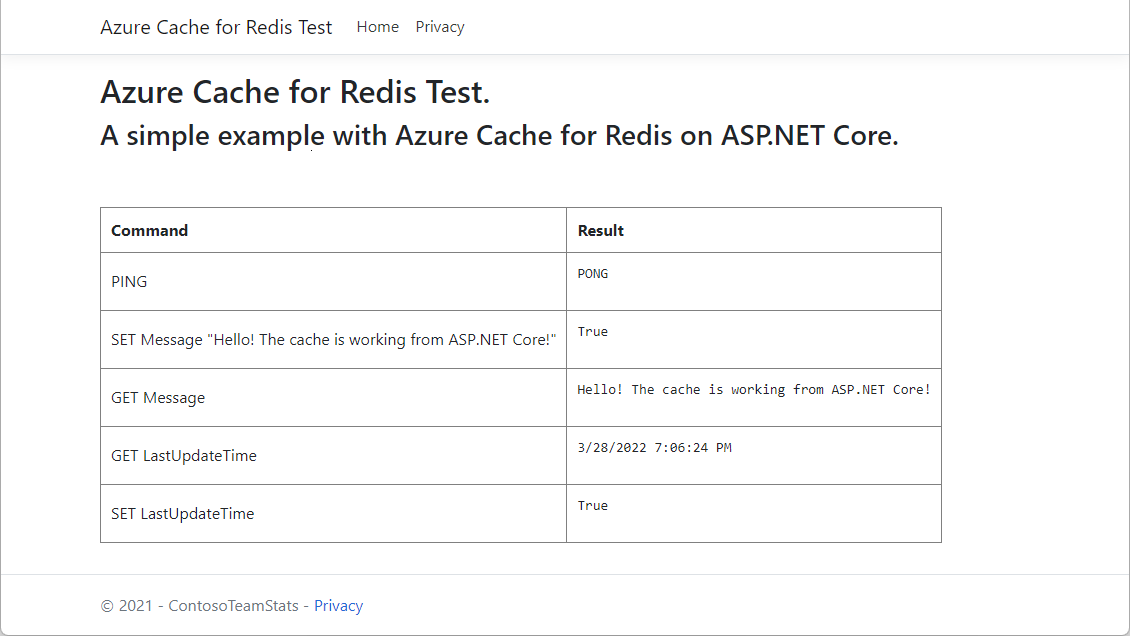 Azure Cache for Redis Test Home Privacy
Azure Cache for Redis Test.
A simple example with Azure Cache for Redis on ASP.NET Core.
Command Result
PING PONG
SET Message "Hello! The cache is working from ASP.NET Core!" True
GET Message Hello! The cache is working from ASP.NET Core!
GET LastUpdateTime 3/28/2022 7:06:24 PM
SET LastUpdateTime True
© 2021 - ContosoTeamStats - Privacy